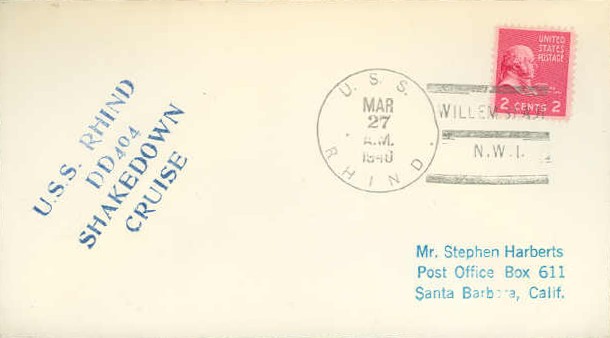 U.S.S. RHIND
DD404
SHAKEDOWN
CRUISE
U. S. S.
MAR
27
A.M.
1940
RHIND.
N.W.I.
UNITED
STATES
POSTAGE
2 CENTS 2
Mr. Stephen Harberts
Post Office Box 611
Santa Barbara, Calif.